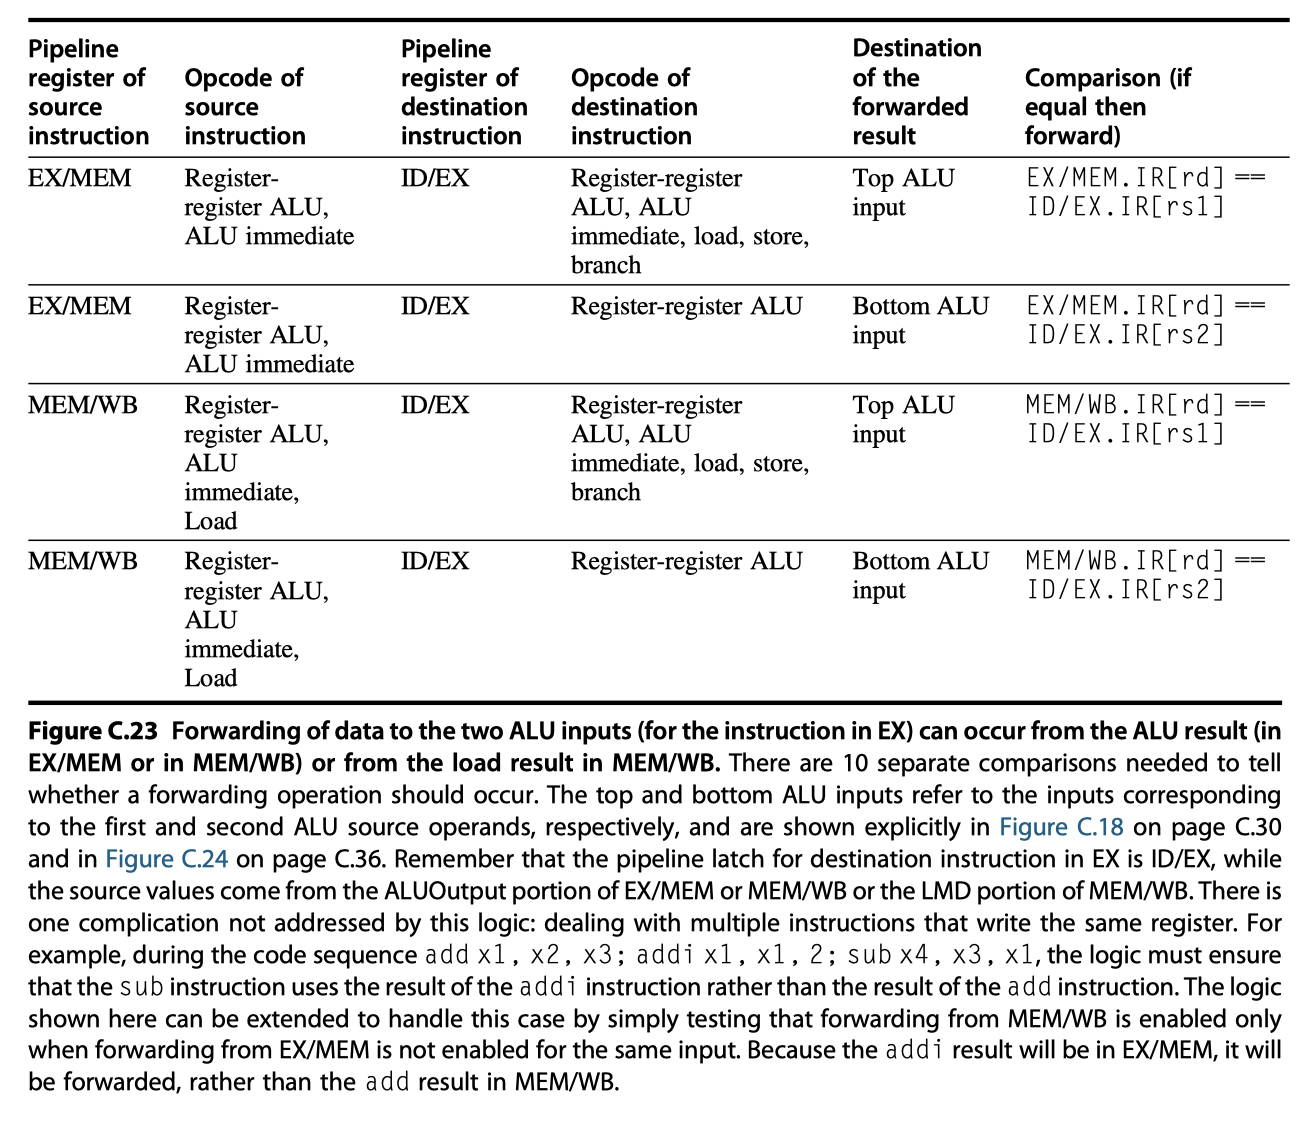 Pipeline register of source instruction | Opcode of source instruction | Pipeline register of destination instruction | Opcode of destination instruction | Destination of the forwarded result | Comparison (if equal then forward)
EX/MEM | Register-register ALU, ALU immediate | ID/EX | Register-register ALU, ALU immediate, load, store, branch | Top ALU input | EX/MEM.IR[rd] == ID/EX.IR[rs1]
EX/MEM | Register-register ALU, ALU immediate | ID/EX | Register-register ALU | Bottom ALU input | EX/MEM.IR[rd] == ID/EX.IR[rs2]
MEM/WB | Register-register ALU, ALU immediate, Load | ID/EX | Register-register ALU, ALU immediate, load, store, branch | Top ALU input | MEM/WB.IR[rd] == ID/EX.IR[rs1]
MEM/WB | Register-register ALU, ALU immediate, Load | ID/EX | Register-register ALU | Bottom ALU input | MEM/WB.IR[rd] == ID/EX.IR[rs2]
Figure C.23 Forwarding of data to the two ALU inputs (for the instruction in EX) can occur from the ALU result (in
EX/MEM or in MEM/WB) or from the load result in MEM/WB. There are 10 separate comparisons needed to tell
whether a forwarding operation should occur. The top and bottom ALU inputs refer to the inputs corresponding
to the first and second ALU source operands, respectively, and are shown explicitly in Figure C.18 on page C.30
and in Figure C.24 on page C.36. Remember that the pipeline latch for destination instruction in EX is ID/EX, while
the source values come from the ALUOutput portion of EX/MEM or MEM/WB or the LMD portion of MEM/WB. There is
one complication not addressed by this logic: dealing with multiple instructions that write the same register. For
example, during the code sequence add x1, x2, x3; addi x1, x1, 2; sub x4, x3, x1, the logic must ensure
that the sub instruction uses the result of the addi instruction rather than the result of the add instruction. The logic
shown here can be extended to handle this case by simply testing that forwarding from MEM/WB is enabled only
when forwarding from EX/MEM is not enabled for the same input. Because the addi result will be in EX/MEM, it will
be forwarded, rather than the add result in MEM/WB.